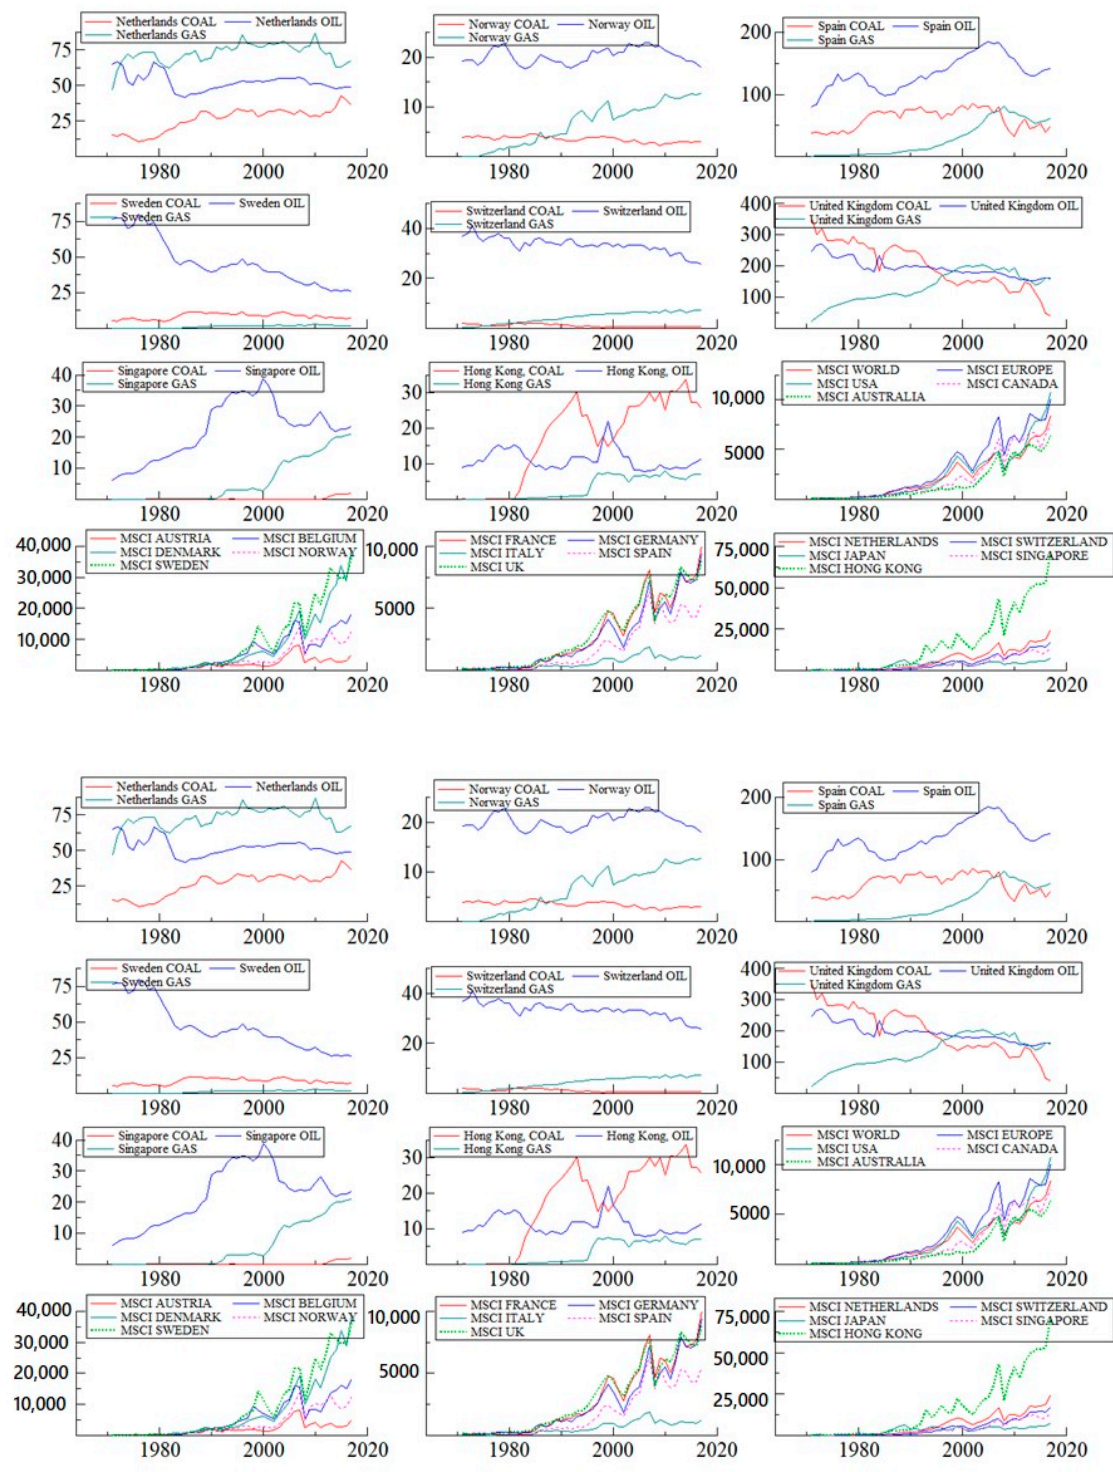 Netherlands COAL Netherlands OIL
Netherlands GAS
75
50
25
1980 2000 2020
Norway COAL Norway OIL
Norway GAS
20
10
1980 2000 2020
Spain COAL Spain OIL
Spain GAS
200
100
1980 2000 2020
Sweden COAL Sweden OIL
Sweden GAS
75
50
25
1980 2000 2020
Switzerland COAL Switzerland OIL
Switzerland GAS
40
20
1980 2000 2020
United Kingdom COAL United Kingdom OIL
United Kingdom GAS
400
300
200
100
1980 2000 2020
Singapore COAL Singapore OIL
Singapore GAS
40
30
20
10
1980 2000 2020
Hong Kong, COAL Hong Kong, OIL
Hong Kong GAS
30
20
10
1980 2000 2020
MSCI WORLD MSCI EUROPE
MSCI USA MSCI CANADA
MSCI AUSTRALIA
10,000
5000
1980 2000 2020
MSCI AUSTRIA MSCI BELGIUM
MSCI DENMARK MSCI NORWAY
MSCI SWEDEN
40,000
30,000
20,000
10,000
1980 2000 2020
MSCI FRANCE MSCI GERMANY
MSCI ITALY MSCI SPAIN
MSCI UK
10,000
5000
1980 2000 2020
MSCI NETHERLANDS MSCI SWITZERLAND
MSCI JAPAN MSCI SINGAPORE
MSCI HONG KONG
75,000
50,000
25,000
1980 2000 2020
Netherlands COAL Netherlands OIL
Netherlands GAS
75
50
25
1980 2000 2020
Norway COAL Norway OIL
Norway GAS
20
10
1980 2000 2020
Spain COAL Spain OIL
Spain GAS
200
100
1980 2000 2020
Sweden COAL Sweden OIL
Sweden GAS
75
50
25
1980 2000 2020
Switzerland COAL Switzerland OIL
Switzerland GAS
40
20
1980 2000 2020
United Kingdom COAL United Kingdom OIL
United Kingdom GAS
400
300
200
100
1980 2000 2020
Singapore COAL Singapore OIL
Singapore GAS
40
30
20
10
1980 2000 2020
Hong Kong, COAL Hong Kong, OIL
Hong Kong GAS
30
20
10
1980 2000 2020
MSCI WORLD MSCI EUROPE
MSCI USA MSCI CANADA
MSCI AUSTRALIA
10,000
5000
1980 2000 2020
MSCI AUSTRIA MSCI BELGIUM
MSCI DENMARK MSCI NORWAY
MSCI SWEDEN
40,000
30,000
20,000
10,000
1980 2000 2020
MSCI FRANCE MSCI GERMANY
MSCI ITALY MSCI SPAIN
MSCI UK
10,000
5000
1980 2000 2020
MSCI NETHERLANDS MSCI SWITZERLAND
MSCI JAPAN MSCI SINGAPORE
MSCI HONG KONG
75,000
50,000
25,000
1980 2000 2020